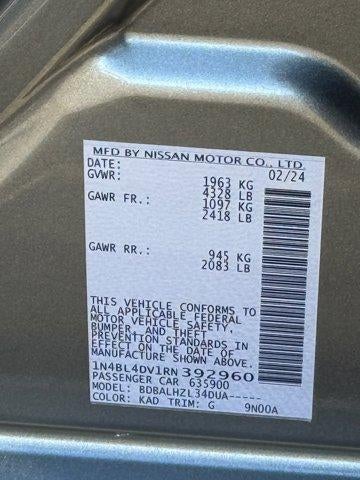 MFD BY NISSAN MOTOR CO., LTD
DATE: 02/24
GVWR: 1963 KG
4328 LB
GAWR FR.: 1097 KG
2418 LB
GAWR RR.: 945 KG
2083 LB
THIS VEHICLE CONFORMS TO
ALL APPLICABLE FEDERAL
MOTOR VEHICLE SAFETY,
BUMPER, AND THEFT
PREVENTION STANDARDS IN
EFFECT ON THE DATE OF
MANUFACTURE SHOWN ABOVE.
1N4BL4DV1RN392960
PASSENGER CAR 635900
MODEL: BDBALHZL34DUA-----
COLOR: KAD TRIM: G 9N00A